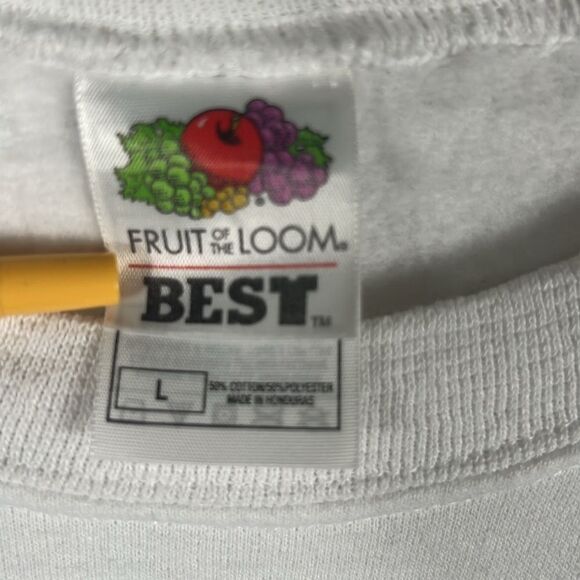 FRUIT OF THE LOOM®
BEST™
L
50% COTTON/50% POLYESTER
MADE IN HONDURAS